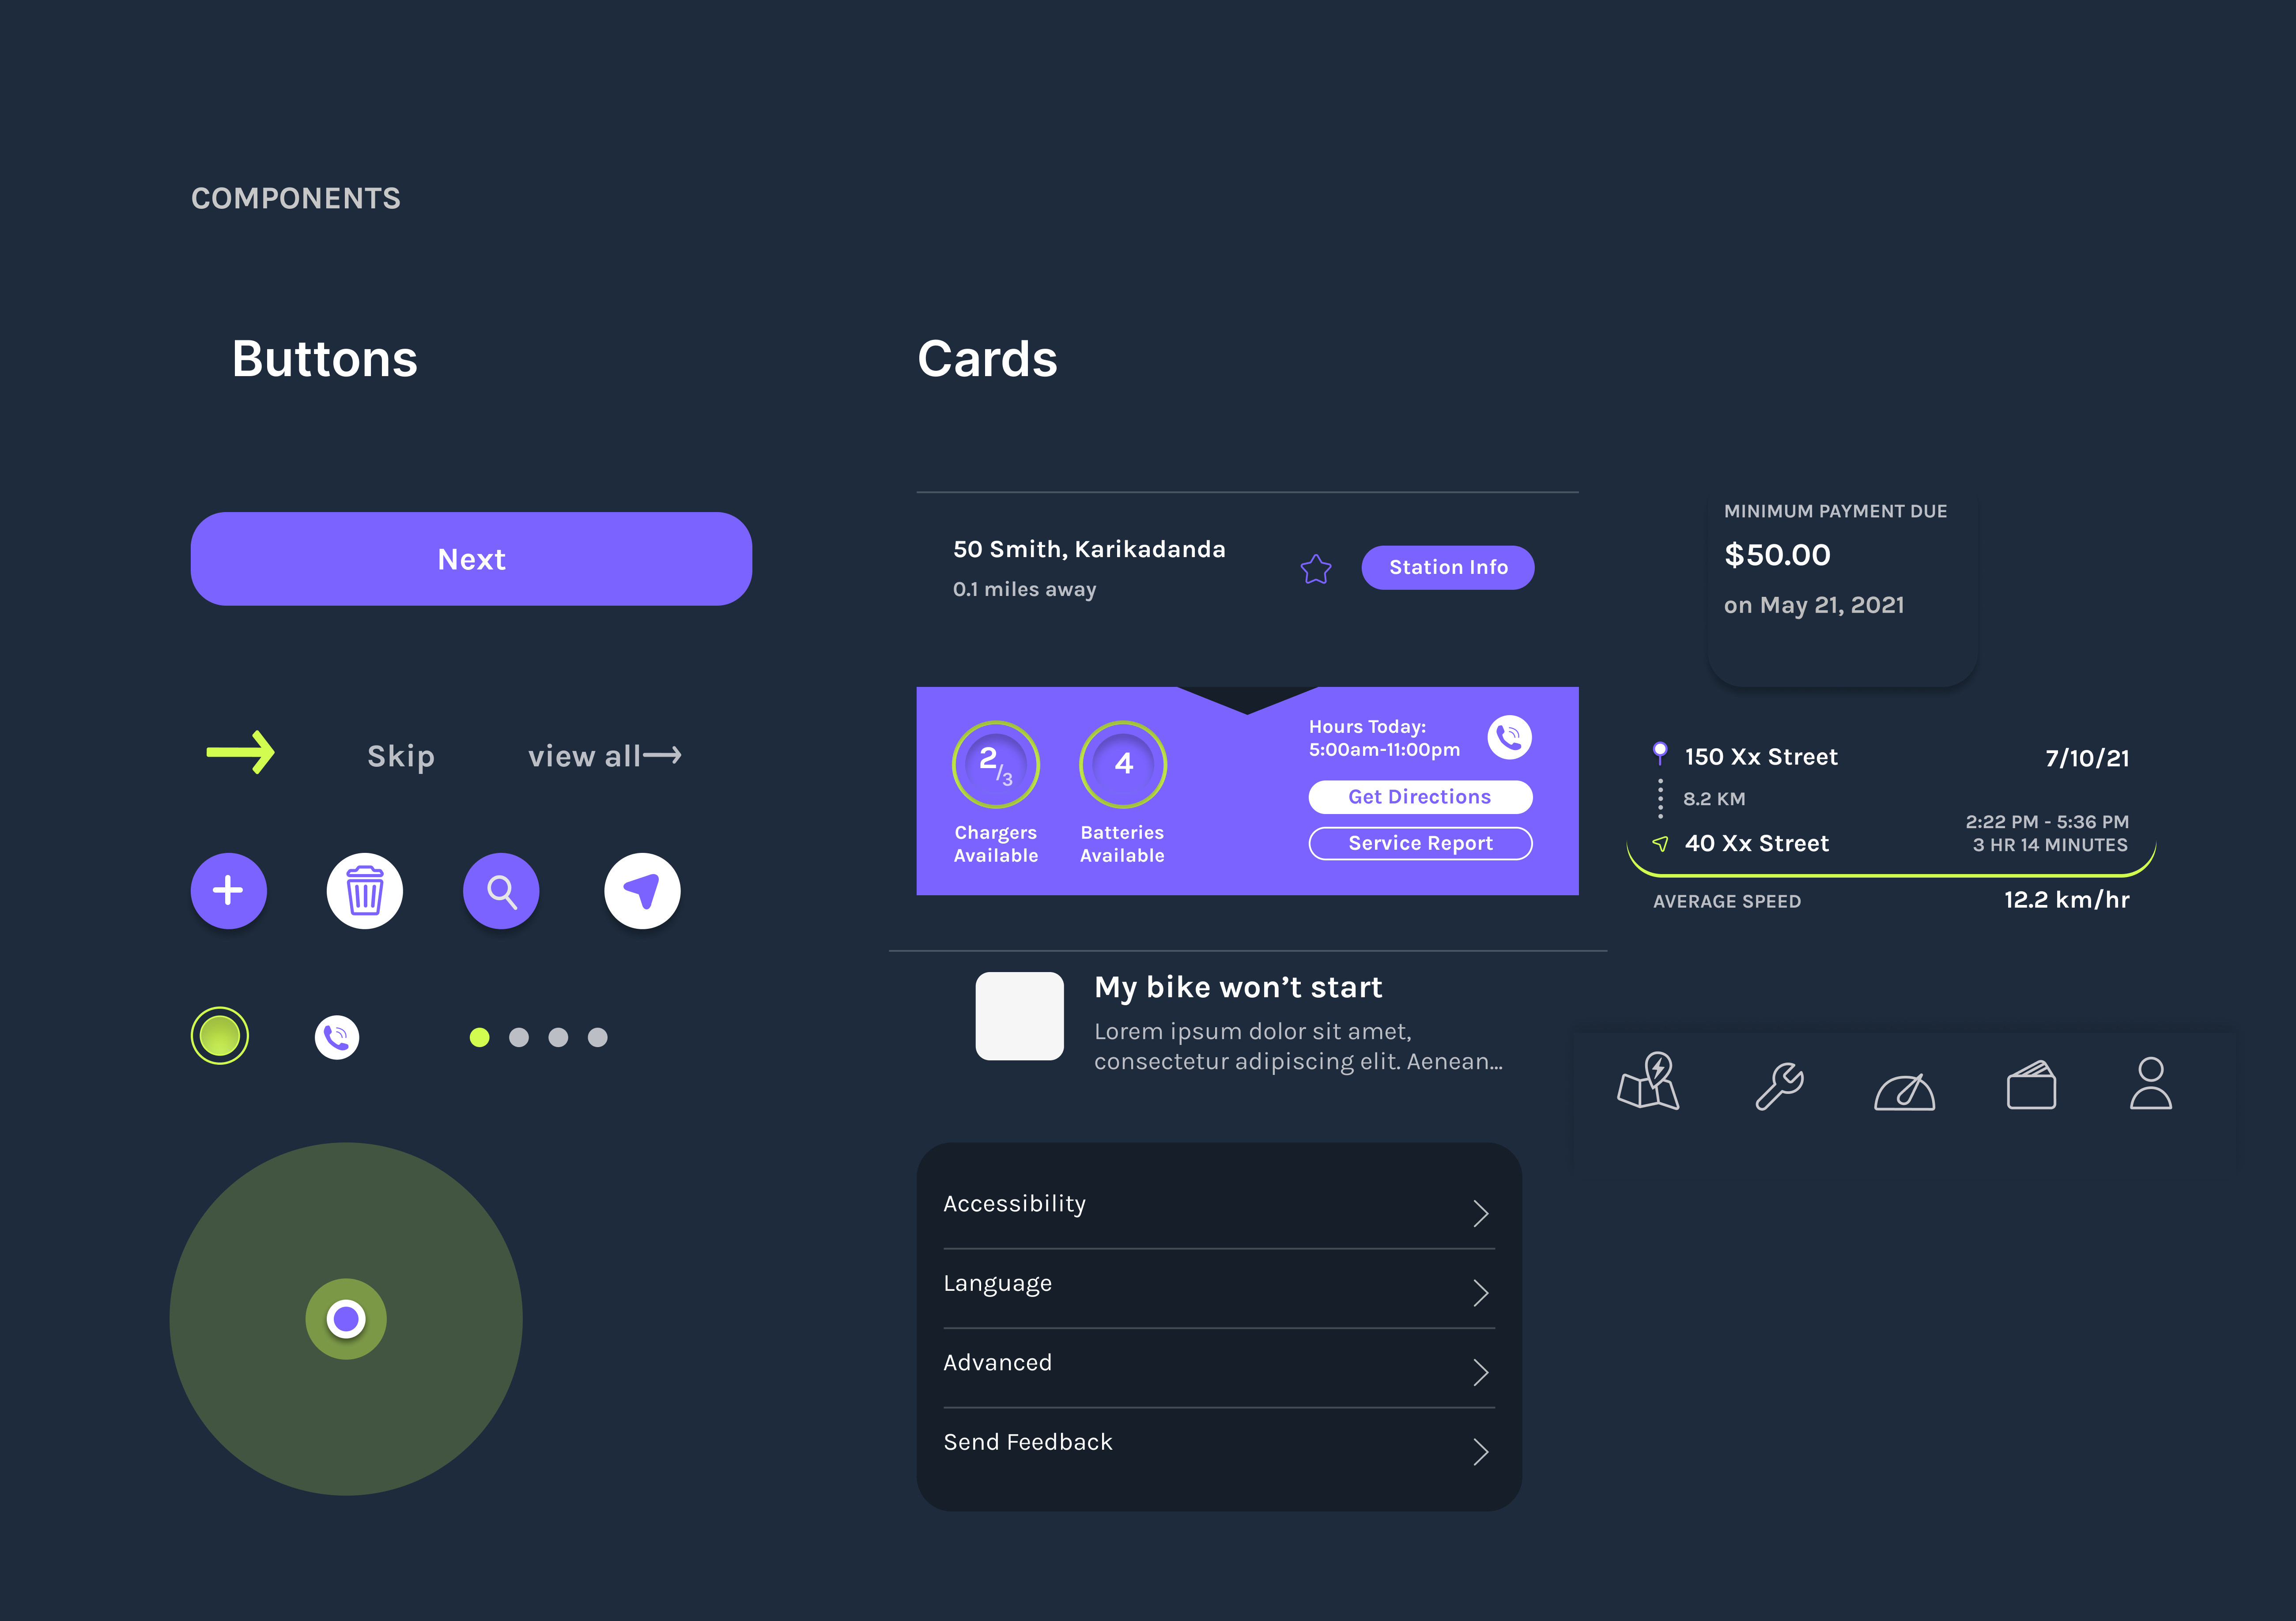 COMPONENTS
Buttons
Next
Skip
view all
Cards
50 Smith, Karikadanda
0.1 miles away
Station Info
2/3
Chargers
Available
4
Batteries
Available
Hours Today:
5:00am-11:00pm
Get Directions
Service Report
My bike won’t start
Lorem ipsum dolor sit amet,
consectetur adipiscing elit. Aenean...
Accessibility
Language
Advanced
Send Feedback
MINIMUM PAYMENT DUE
$50.00
on May 21, 2021
150 Xx Street
7/10/21
8.2 KM
2:22 PM - 5:36 PM
40 Xx Street
3 HR 14 MINUTES
AVERAGE SPEED
12.2 km/hr